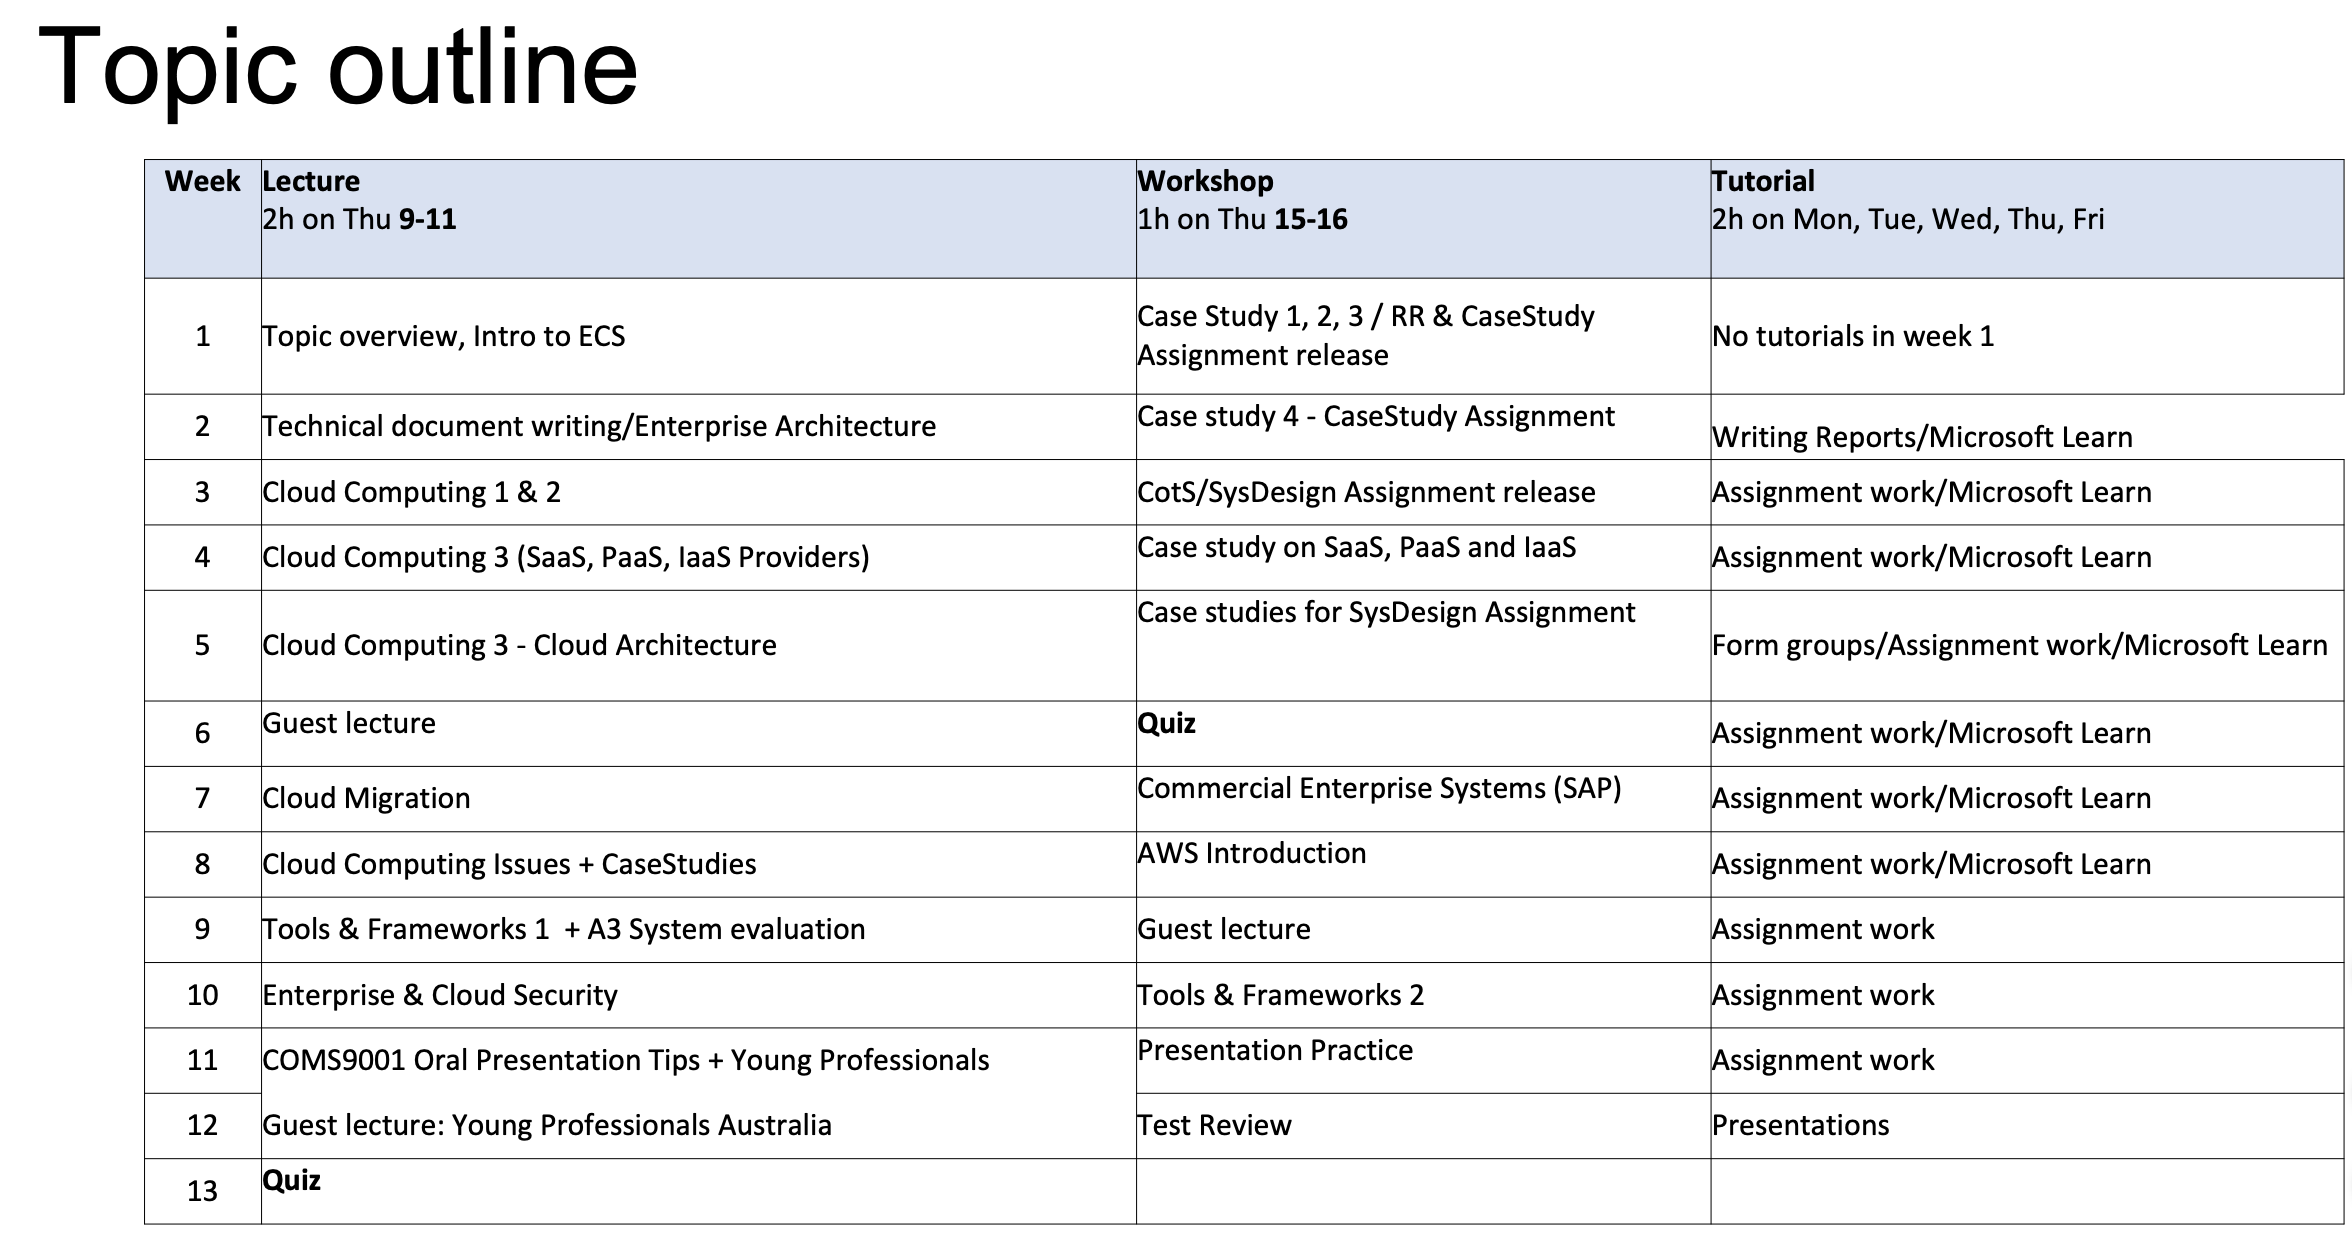 Topic outline
Week
Lecture
2h on Thu 9-11
Workshop
1h on Thu 15-16
Tutorial
2h on Mon, Tue, Wed, Thu, Fri
1
Topic overview, Intro to ECS
Case Study 1, 2, 3 / RR & CaseStudy
Assignment release
No tutorials in week 1
2
Technical document writing/Enterprise Architecture
Case study 4 - CaseStudy Assignment
Writing Reports/Microsoft Learn
3
Cloud Computing 1 & 2
CotS/SysDesign Assignment release
Assignment work/Microsoft Learn
4
Cloud Computing 3 (SaaS, PaaS, IaaS Providers)
Case study on SaaS, PaaS and IaaS
Assignment work/Microsoft Learn
5
Cloud Computing 3 - Cloud Architecture
Case studies for SysDesign Assignment
Form groups/Assignment work/Microsoft Learn
6
Guest lecture
Quiz
Assignment work/Microsoft Learn
7
Cloud Migration
Commercial Enterprise Systems (SAP)
Assignment work/Microsoft Learn
8
Cloud Computing Issues + CaseStudies
AWS Introduction
Assignment work/Microsoft Learn
9
Tools & Frameworks 1  + A3 System evaluation
Guest lecture
Assignment work
10
Enterprise & Cloud Security
Tools & Frameworks 2
Assignment work
11
COMS9001 Oral Presentation Tips + Young Professionals
Presentation Practice
Assignment work
12
Guest lecture: Young Professionals Australia
Test Review
Presentations
13
Quiz